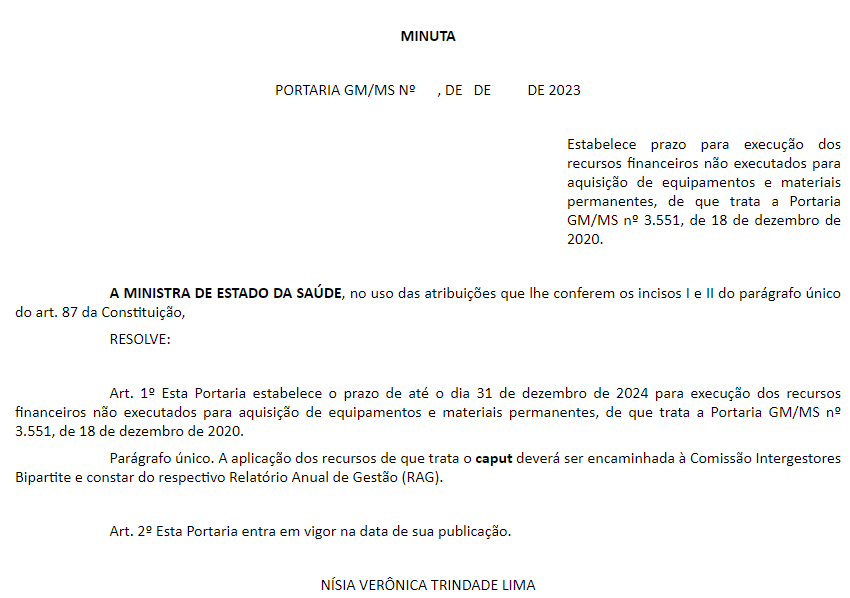 MINUTA
PORTARIA GM/MS Nº , DE DE DE 2023
Estabelece prazo para execução dos
recursos financeiros não executados para
aquisição de equipamentos e materiais
permanentes, de que trata a Portaria
GM/MS nº 3.551, de 18 de dezembro de
2020.
A MINISTRA DE ESTADO DA SAÚDE, no uso das atribuições que lhe conferem os incisos I e II do parágrafo único
do art. 87 da Constituição,
RESOLVE:
Art. 1º Esta Portaria estabelece o prazo de até o dia 31 de dezembro de 2024 para execução dos recursos
financeiros não executados para aquisição de equipamentos e materiais permanentes, de que trata a Portaria GM/MS nº
3.551, de 18 de dezembro de 2020.
Parágrafo único. A aplicação dos recursos de que trata o caput deverá ser encaminhada à Comissão Intergestores
Bipartite e constar do respectivo Relatório Anual de Gestão (RAG).
Art. 2º Esta Portaria entra em vigor na data de sua publicação.
NÍSIA VERÔNICA TRINDADE LIMA